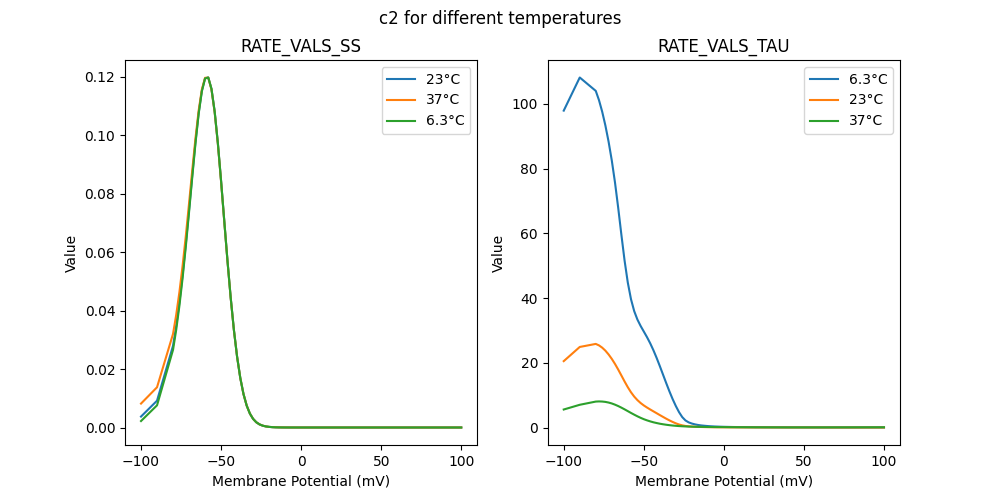 c2 for different temperatures
RATE_VALS_SS
0.12
0.10
0.08
0.06
0.04
0.02
0.00
Value
−100
−50
0
50
100
Membrane Potential (mV)
23°C
37°C
6.3°C
RATE_VALS_TAU
100
80
60
40
20
0
Value
−100
−50
0
50
100
Membrane Potential (mV)
6.3°C
23°C
37°C